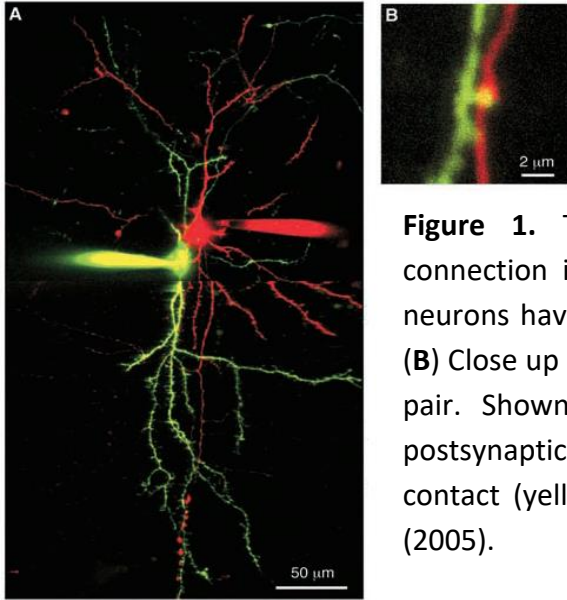 A
50 μm
B
2 μm
Figure 1.
connection
neurons hav
(B) Close up
pair. Shown
postsynaptic
contact (yell
(2005).